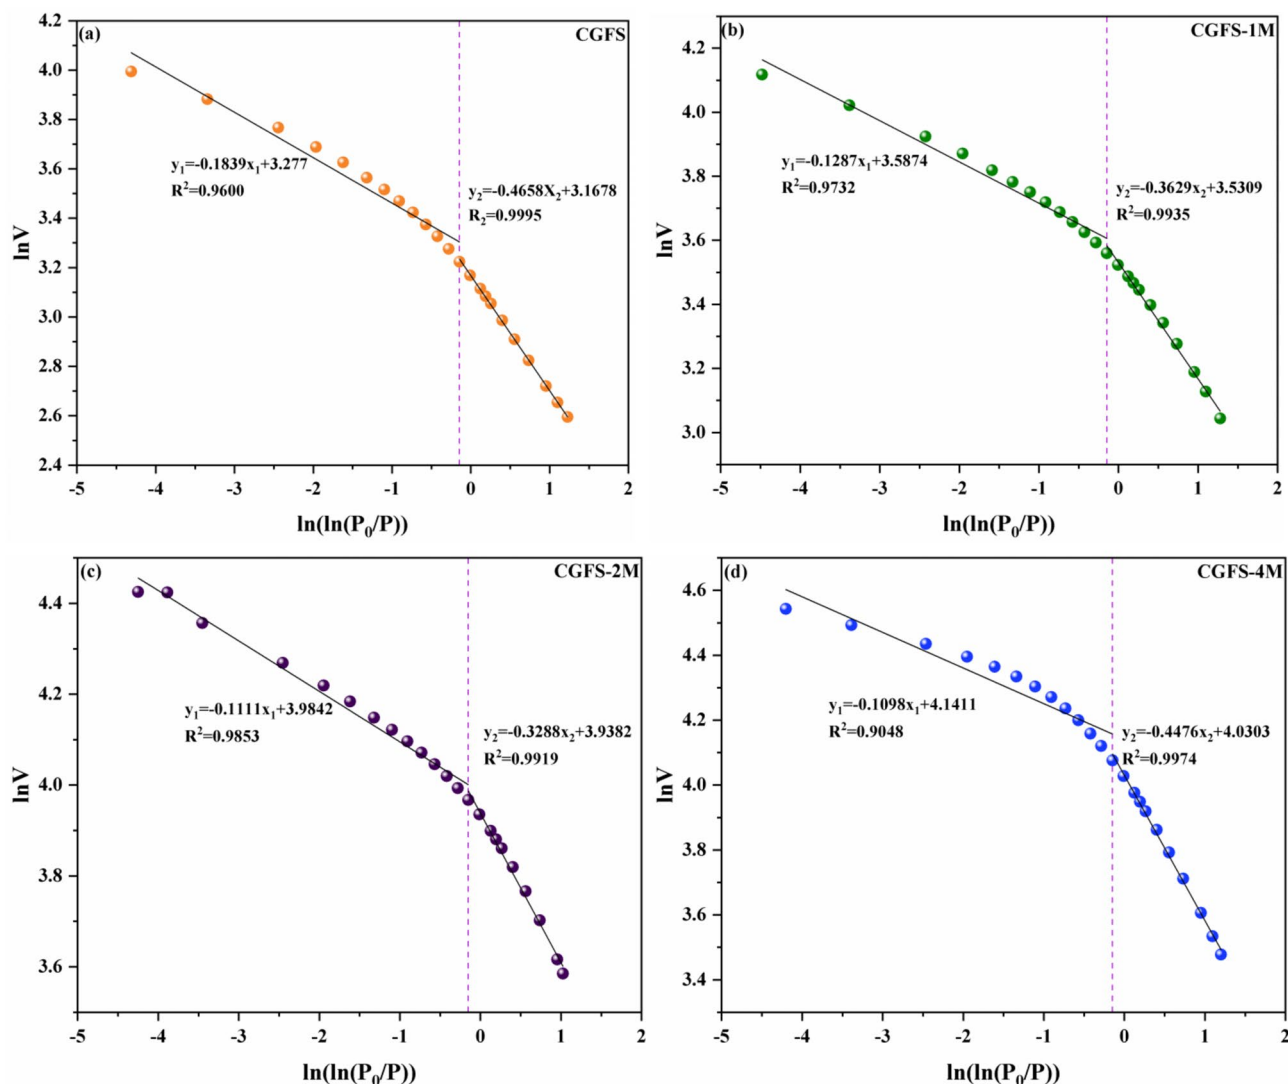 (a)
CGFS
4.2
4.0
3.8
3.6
3.4
3.2
3.0
2.8
2.6
2.4
lnV
y₁=-0.1839x₁+3.277
R²=0.9600
y₂=-0.4658X₂+3.1678
R₂=0.9995
-5 -4 -3 -2 -1 0 1 2
ln(ln(P₀/P))
(b)
CGFS-1M
4.2
4.0
3.8
3.6
3.4
3.2
3.0
lnV
y₁=-0.1287x₁+3.5874
R²=0.9732
y₂=-0.3629x₂+3.5309
R²=0.9935
-5 -4 -3 -2 -1 0 1 2
ln(ln(P₀/P))
(c)
CGFS-2M
4.4
4.2
4.0
3.8
3.6
lnV
y₁=-0.1111x₁+3.9842
R²=0.9853
y₂=-0.3288x₂+3.9382
R²=0.9919
-5 -4 -3 -2 -1 0 1 2
ln(ln(P₀/P))
(d)
CGFS-4M
4.6
4.4
4.2
4.0
3.8
3.6
3.4
lnV
y₁=-0.1098x₁+4.1411
R²=0.9048
y₂=-0.4476x₂+4.0303
R²=0.9974
-5 -4 -3 -2 -1 0 1 2
ln(ln(P₀/P))